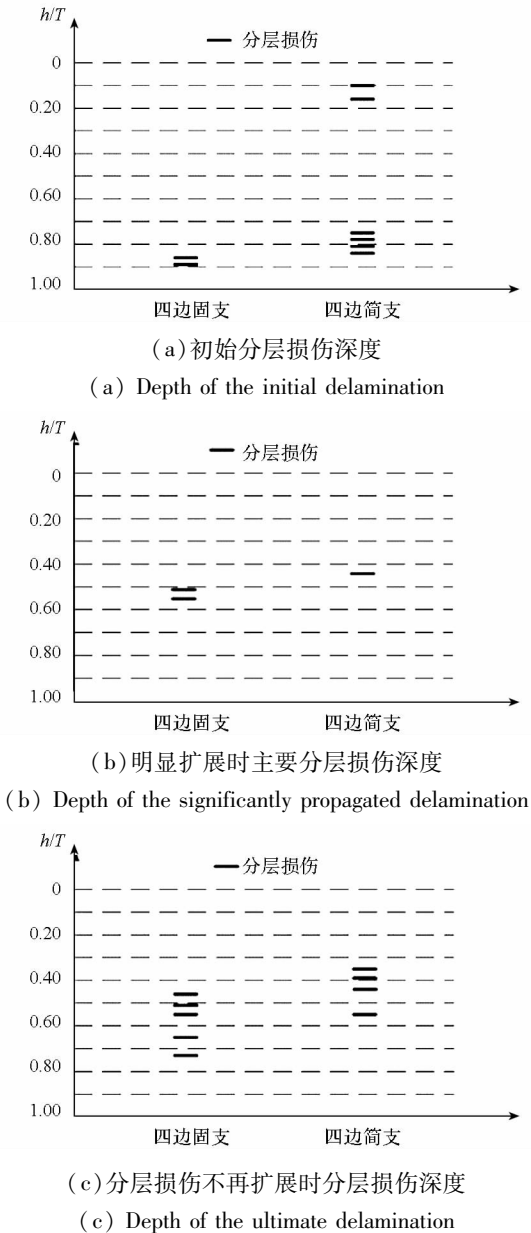 h/T
分层损伤
0
0.20
0.40
0.60
0.80
1.00
四边固支 四边简支
(a)初始分层损伤深度
(a) Depth of the initial delamination
h/T
分层损伤
0
0.20
0.40
0.60
0.80
1.00
四边固支 四边简支
(b)明显扩展时主要分层损伤深度
(b) Depth of the significantly propagated delamination
h/T
分层损伤
0
0.20
0.40
0.60
0.80
1.00
四边固支 四边简支
(c)分层损伤不再扩展时分层损伤深度
(c) Depth of the ultimate delamination